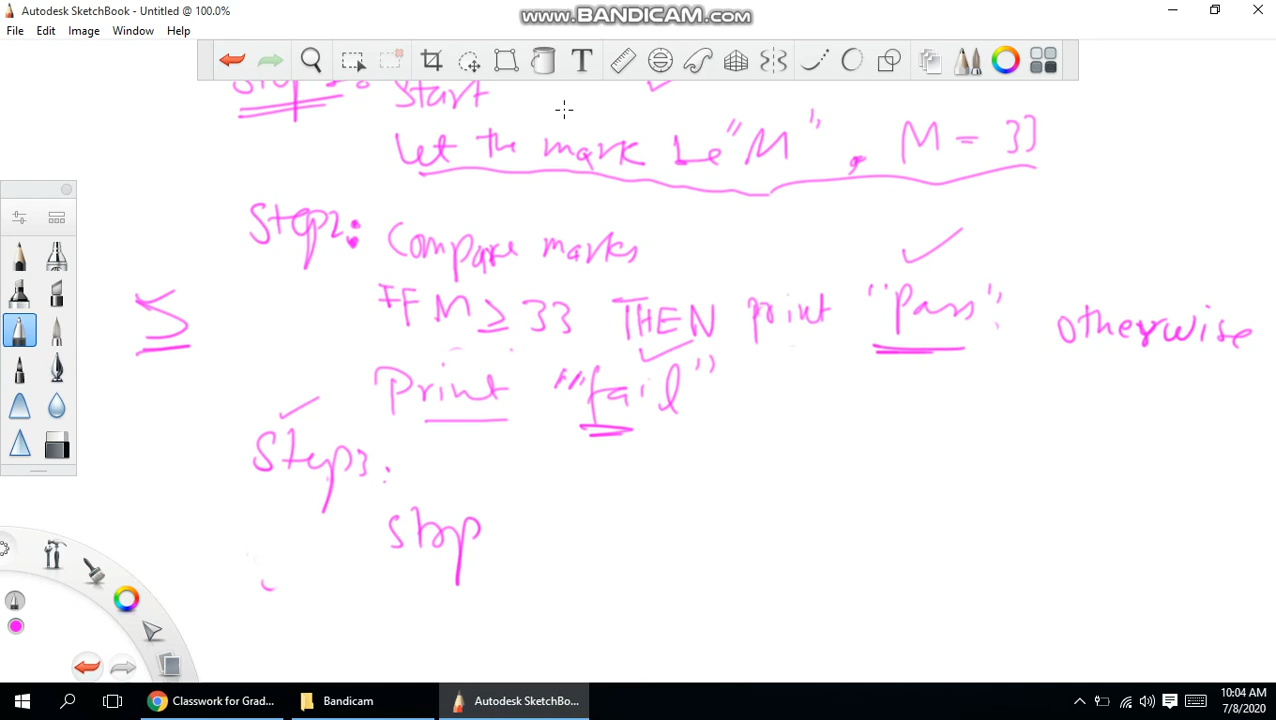 Autodesk SketchBook - Untitled @ 100.0%
www.BANDICAM.com
File Edit Image Window Help
Start
let the mark be "M", M = 33
Step2: Compare marks
≤ IF M ≥ 33 THEN print "Pass" otherwise
Print "fail"
Step3:
stop
Classwork for Grad...
Bandicam
Autodesk SketchBo...
10:04 AM
7/8/2020